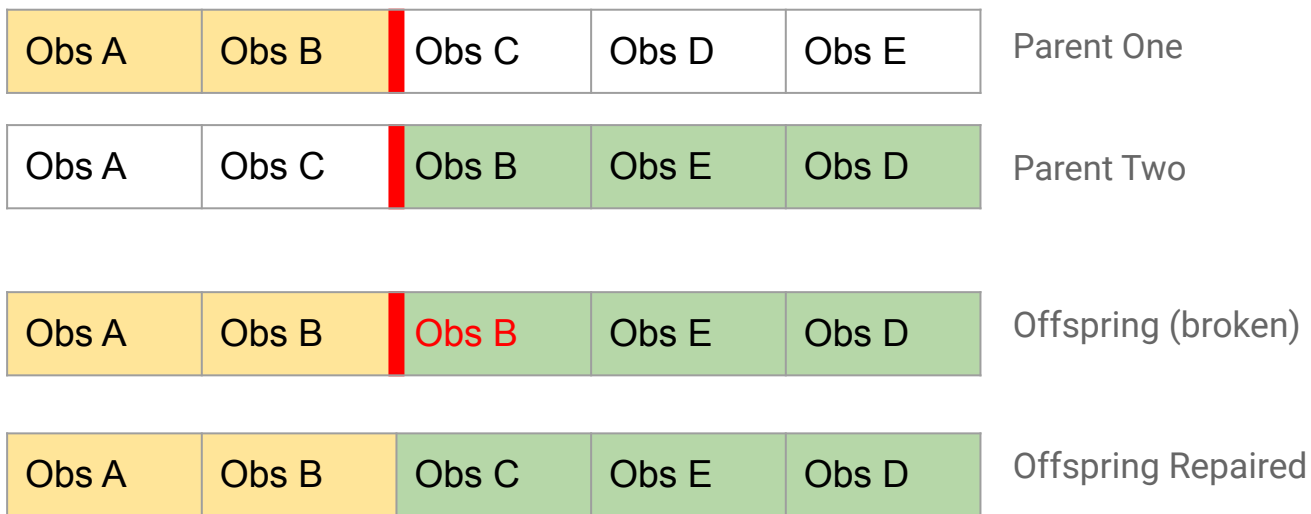 Obs A Obs B Obs C Obs D Obs E Parent One
Obs A Obs C Obs B Obs E Obs D Parent Two
Obs A Obs B Obs B Obs E Obs D Offspring (broken)
Obs A Obs B Obs C Obs E Obs D Offspring Repaired